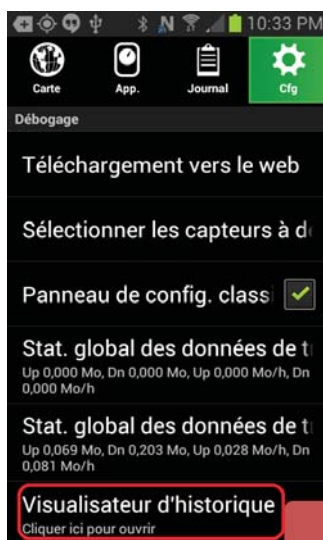 10:33 PM
Carte
App.
Journal
Cfg
Débogage
Téléchargement vers le web
Sélectionner les capteurs à d
Panneau de config. class
Stat. global des données de t
Up 0,000 Mo, Dn 0,000 Mo, Up 0,000 Mo/h, Dn
0,000 Mo/h
Stat. global des données de t
Up 0,069 Mo, Dn 0,203 Mo, Up 0,028 Mo/h, Dn
0,081 Mo/h
Visualisateur d'historique
Cliquer ici pour ouvrir